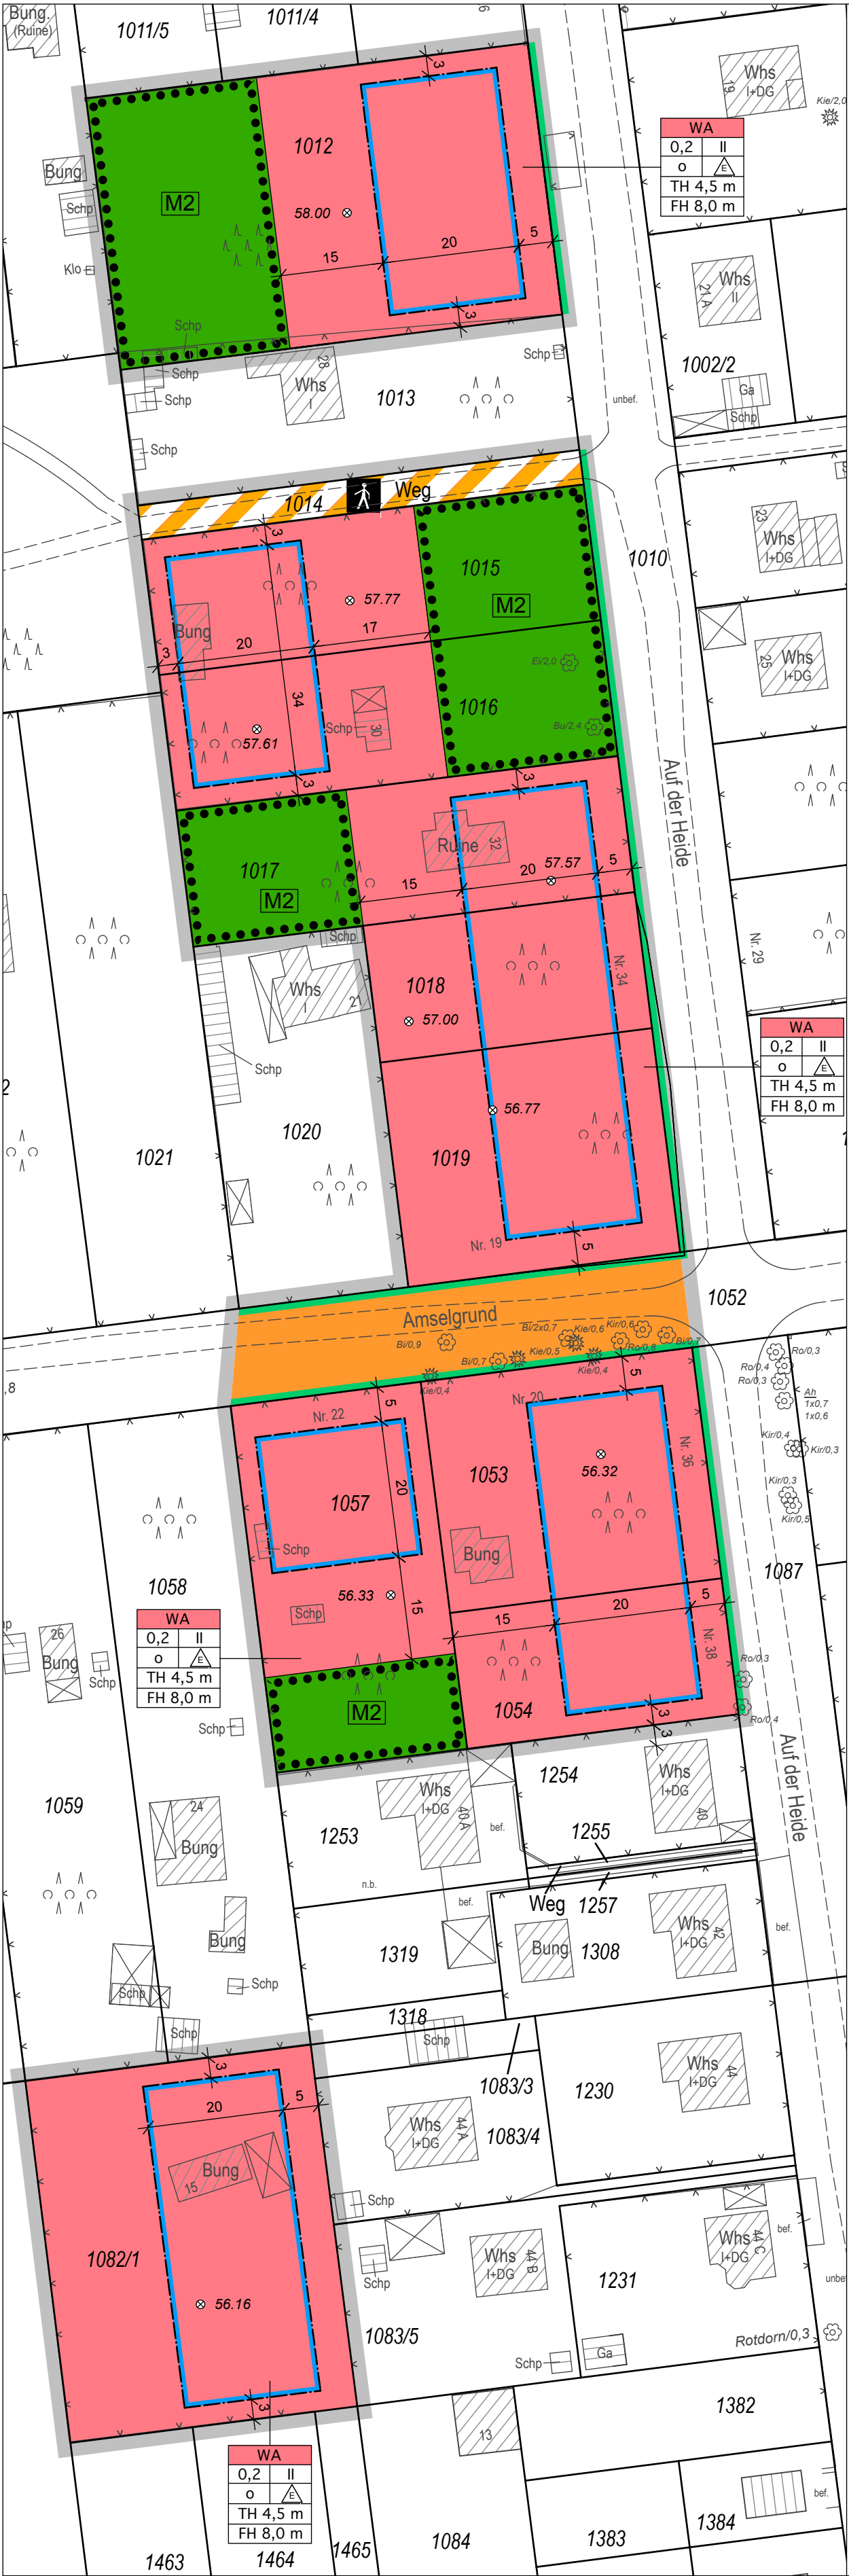 Bung.
(Ruine)
1011/5
1011/4
6
19
Whs
I+DG
Kie/2,0
3
1012
M2
58.00
15
20
5
3
WA
0,2 II
o E
TH 4,5 m
FH 8,0 m
Bung
Schp
Klo
Schp
Schp
Schp
Schp
28
Whs
I
1013
Schp
unbef.
21 A
Whs
II
1002/2
Ga
Schp
1014
Weg
3
1015
M2
1010
23
Whs
I+DG
57.77
Bung
3
20
17
34
1016
El/2,0
Bu/2,4
25
Whs
I+DG
Schp
30
57.61
3
3
Auf der Heide
1017
M2
Ruine
32
57.57
15
20
5
Schp
Whs
I
21
1018
57.00
Nr. 34
Nr. 29
Schp
56.77
WA
0,2 II
o E
TH 4,5 m
FH 8,0 m
2
1021
1020
1019
Nr. 19
5
Amselgrund
1052
Bi/0,9
Bi/0,7
Kie/0,5
Bi/2x0,7
Kie/0,6
Kir/0,6
Ro/0,8
Bi/0,7
Kie/0,4
Kie/0,4
,8
Ro/0,3
Ro/0,4
Ro/0,3
Ah
1x0,7
1x0,6
Kir/0,4
Kir/0,3
Kir/0,3
Kir/0,5
Nr. 22
5
Nr. 20
5
Nr. 36
1057
20
1053
56.32
Schp
Bung
56.33
15
Schp
1058
1087
15
20
5
Nr. 38
WA
0,2 II
o E
TH 4,5 m
FH 8,0 m
26
Bung
Schp
Schp
M2
1054
3
3
Ro/0,3
Ro/0,4
Auf der Heide
1059
24
Bung
1253
Whs
I+DG
40 A
bef.
1254
Whs
I+DG
40
1255
n.b.
bef.
Weg
1257
Bung
Schp
Schp
Schp
1319
Bung
1308
Whs
I+DG
42
bef.
1318
Schp
1083/3
1230
Whs
I+DG
44
3
20
5
Whs
I+DG
44 A
1083/4
Bung
15
Schp
1082/1
56.16
Schp
Whs
I+DG
44 B
1231
Whs
I+DG
44 C
bef.
1083/5
Schp
Ga
Rotdorn/0,3
3
1382
13
WA
0,2 II
o E
TH 4,5 m
FH 8,0 m
1463
1464
1465
1084
1383
1384
bef.